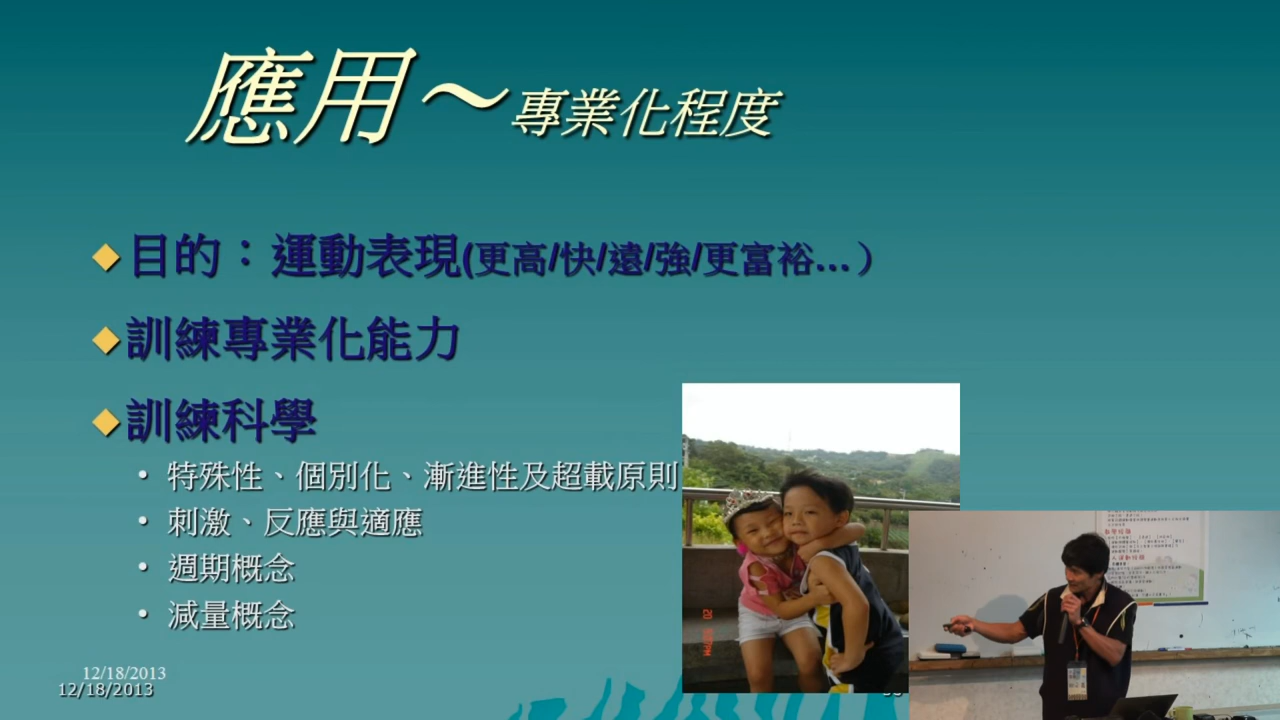 應用～專業化程度
目的：運動表現(更高/快/遠/強/更富裕...）
訓練專業化能力
訓練科學
• 特殊性、個別化、漸進性及超載原則
• 刺激、反應與適應
• 週期概念
• 減量概念
12/18/2013
12/18/2013